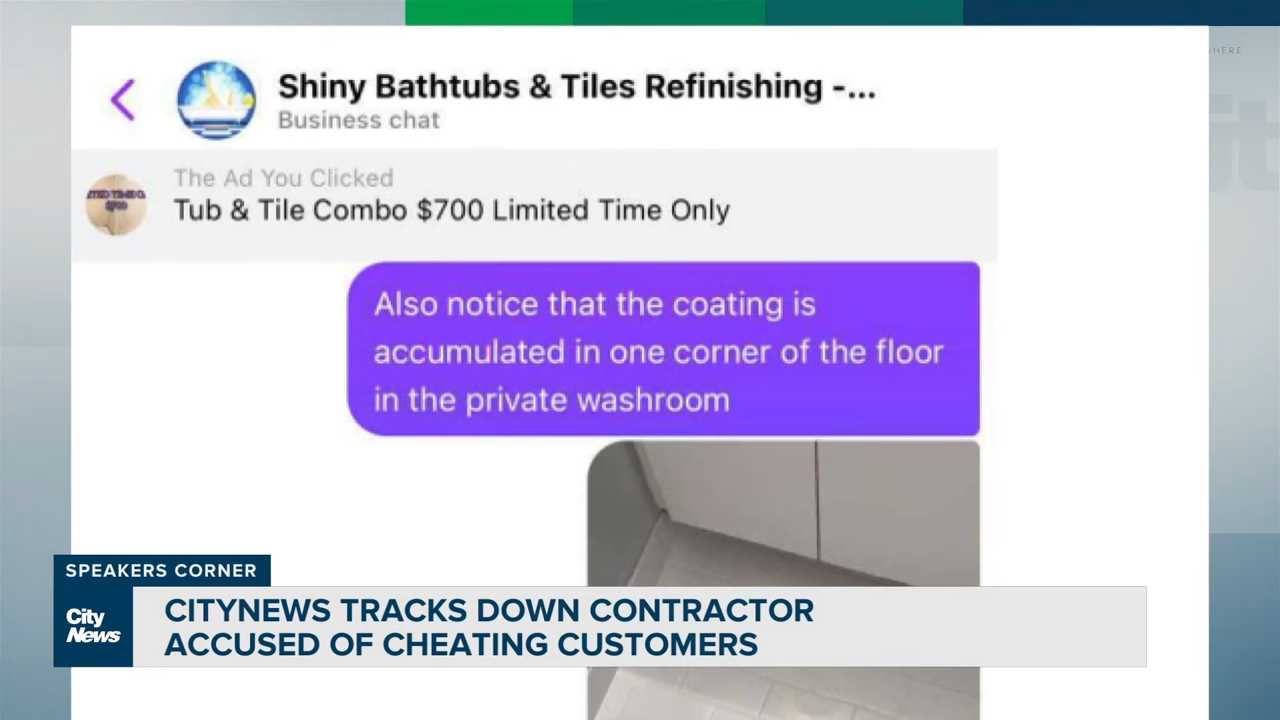 WHERE
Shiny Bathtubs & Tiles Refinishing -...
Business chat
The Ad You Clicked
Tub & Tile Combo $700 Limited Time Only
Also notice that the coating is
accumulated in one corner of the floor
in the private washroom
SPEAKERS CORNER
City
News
CITYNEWS TRACKS DOWN CONTRACTOR
ACCUSED OF CHEATING CUSTOMERS